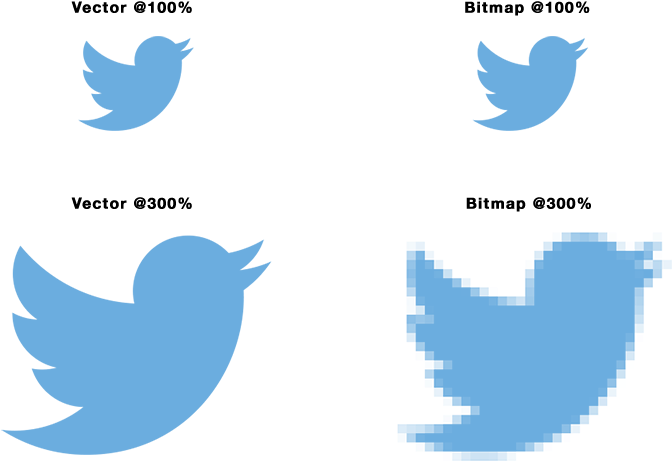 Vector @100%
Bitmap @100%
Vector @300%
Bitmap @300%